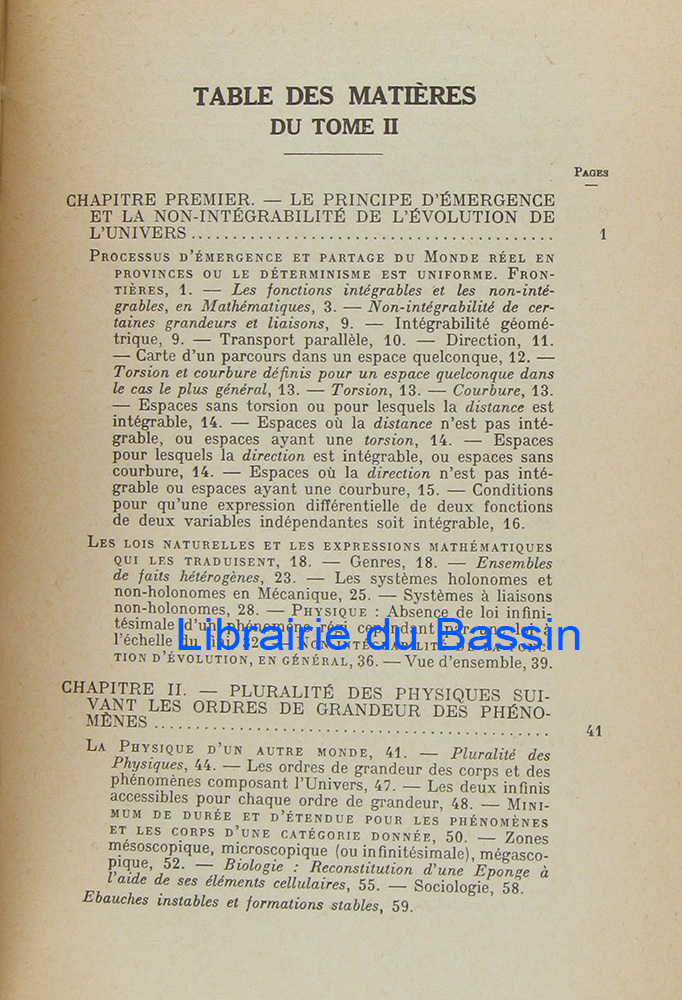 TABLE DES MATIÈRES
DU TOME II
PAGES
CHAPITRE PREMIER. — LE PRINCIPE D'ÉMERGENCE
ET LA NON-INTÉGRABILITÉ DE L'ÉVOLUTION DE
L'UNIVERS ........................................ 1
PROCESSUS D'ÉMERGENCE ET PARTAGE DU MONDE RÉEL EN
PROVINCES OU LE DÉTERMINISME EST UNIFORME. FRON-
TIÈRES, 1. — Les fonctions intégrables et les non-inté-
grables, en Mathématiques, 3. — Non-intégrabilité de cer-
taines grandeurs et liaisons, 9. — Intégrabilité géomé-
trique, 9. — Transport parallèle, 10. — Direction, 11.
— Carte d'un parcours dans un espace quelconque, 12. —
Torsion et courbure définis pour un espace quelconque dans
le cas le plus général, 13. — Torsion, 13. — Courbure, 13.
— Espaces sans torsion ou pour lesquels la distance est
intégrable, 14. — Espaces où la distance n'est pas inté-
grable, ou espaces ayant une torsion, 14. — Espaces
pour lesquels la direction est intégrable, ou espaces sans
courbure, 14. — Espaces où la direction n'est pas inté-
grable ou espaces ayant une courbure, 15. — Conditions
pour qu'une expression différentielle de deux fonctions
de deux variables indépendantes soit intégrable, 16.
LES LOIS NATURELLES ET LES EXPRESSIONS MATHÉMATIQUES
QUI LES TRADUISENT, 18. — Genres, 18. — Ensembles
de faits hétérogènes, 23. — Les systèmes holonomes et
non-holonomes en Mécanique, 25. — Systèmes à liaisons
non-holonomes, 28. — PHYSIQUE : Absence de loi infini-
tésimale d'un phénomène régi cependant par une loi à
Librairie du Bassin
l'échelle du fini, 32. — NON-INTÉGRABILITÉ DE LA FONC-
TION D'ÉVOLUTION, EN GÉNÉRAL, 36. — Vue d'ensemble, 39.
CHAPITRE II. — PLURALITÉ DES PHYSIQUES SUI-
VANT LES ORDRES DE GRANDEUR DES PHÉNO-
MÈNES ........................................ 41
LA PHYSIQUE D'UN AUTRE MONDE, 41. — Pluralité des
Physiques, 44. — Les ordres de grandeur des corps et des
phénomènes composant l'Univers, 47. — Les deux infinis
accessibles pour chaque ordre de grandeur, 48. — MINI-
MUM DE DURÉE ET D'ÉTENDUE POUR LES PHÉNOMÈNES
ET LES CORPS D'UNE CATÉGORIE DONNÉE, 50. — Zones
mésoscopique, microscopique (ou infinitésimale), mégasco-
pique, 52. — Biologie : Reconstitution d'une Eponge à
l'aide de ses éléments cellulaires, 55. — Sociologie, 58.
Ebauches instables et formations stables, 59.